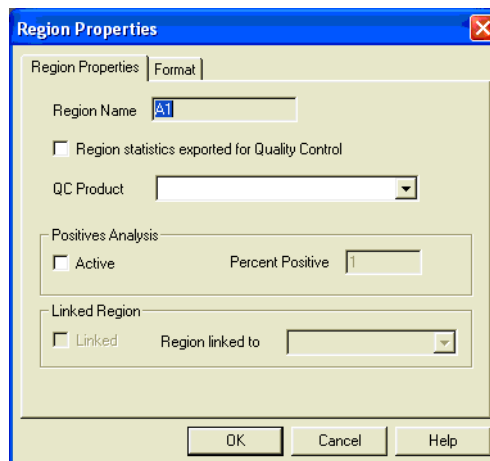 Region Properties
Region Properties Format
Region Name A1
Region statistics exported for Quality Control
QC Product
Positives Analysis
Active Percent Positive 1
Linked Region
Linked Region linked to
OK Cancel Help